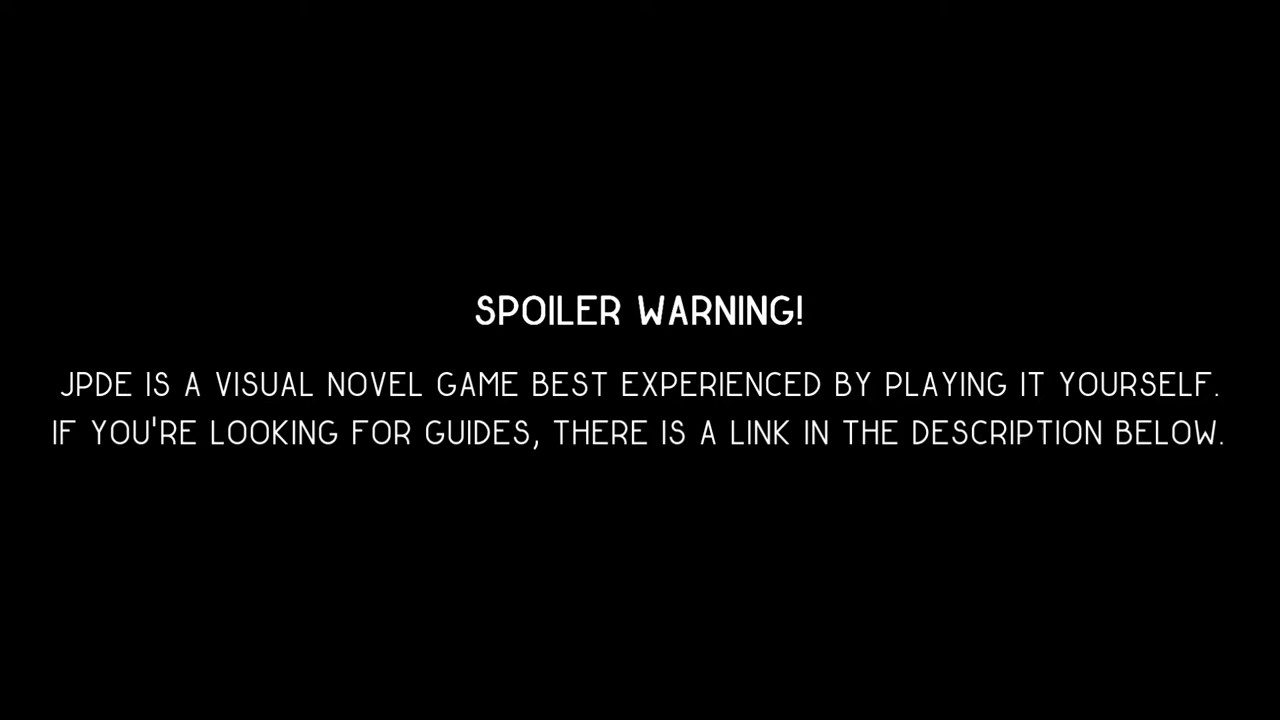 SPOILER WARNING!
JPDE IS A VISUAL NOVEL GAME BEST EXPERIENCED BY PLAYING IT YOURSELF.
IF YOU'RE LOOKING FOR GUIDES, THERE IS A LINK IN THE DESCRIPTION BELOW.